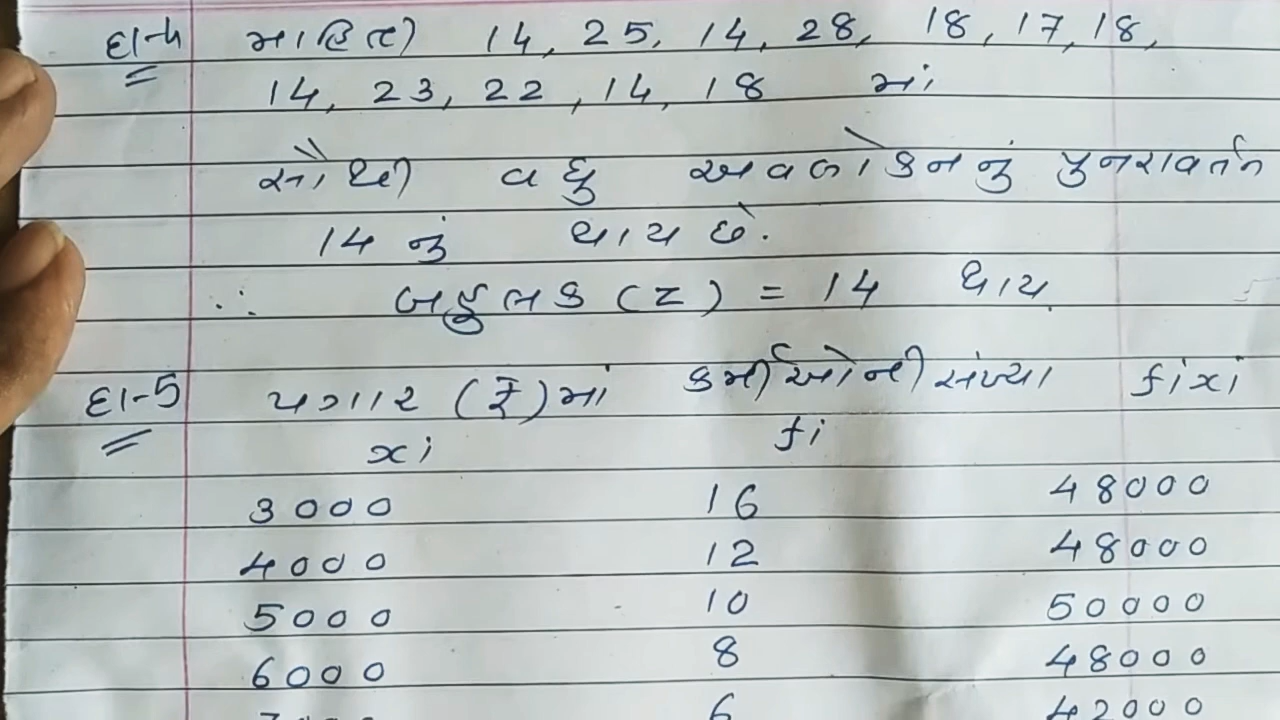 દા-4 માહિતી 14, 25, 14, 28, 18, 17, 18,
14, 23, 22, 14, 18 માં
સૌથી વધુ અવલોકનનું પુનરાવર્તન
14 નું થાય છે.
∴ બહુલક (Z) = 14 થાય
દા-5 પગાર (₹) માં કર્મીઓની સંખ્યા fixi
xi fi
3000 16 48000
4000 12 48000
5000 10 50000
6000 8 48000
6 42000